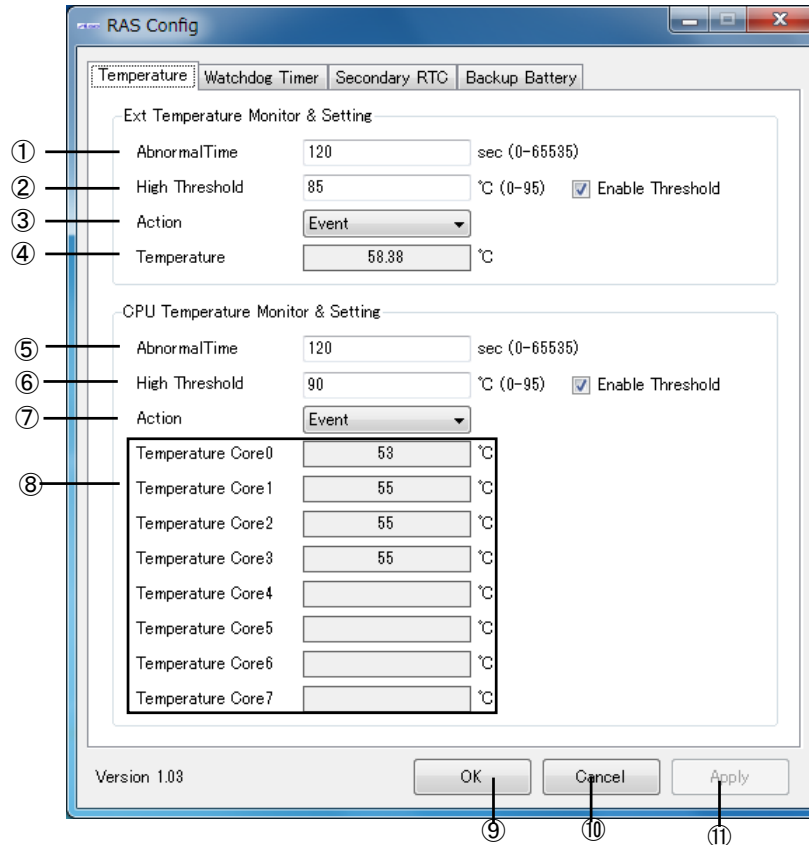 RAS Config
Temperature Watchdog Timer Secondary RTC Backup Battery
Ext Temperature Monitor & Setting
① AbnormalTime 120 sec (0-65535)
② High Threshold 85 °C (0-95) Enable Threshold
③ Action Event
④ Temperature 58.38 °C
CPU Temperature Monitor & Setting
⑤ AbnormalTime 120 sec (0-65535)
⑥ High Threshold 90 °C (0-95) Enable Threshold
⑦ Action Event
Temperature Core0 53 °C
⑧ Temperature Core1 55 °C
Temperature Core2 55 °C
Temperature Core3 55 °C
Temperature Core4 °C
Temperature Core5 °C
Temperature Core6 °C
Temperature Core7 °C
Version 1.03 OK Cancel Apply
⑨ ⑩ ⑪